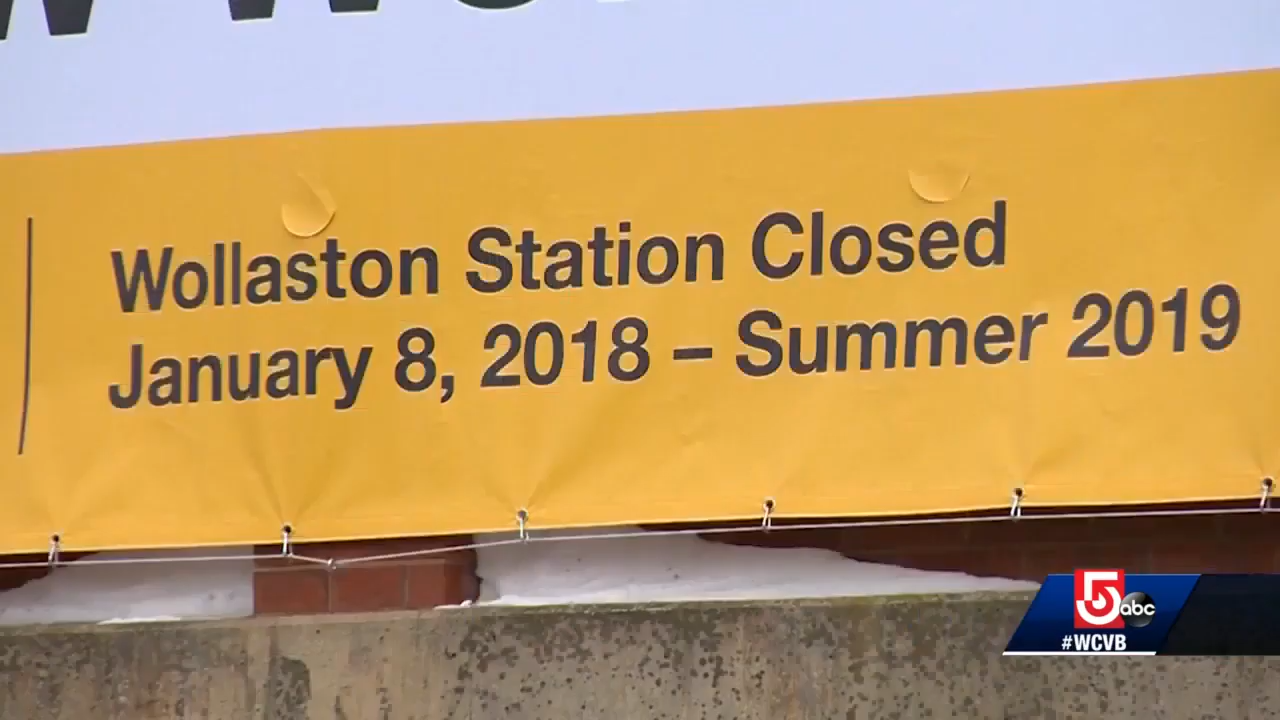 Wollaston Station Closed
January 8, 2018 – Summer 2019
5 abc
#WCVB